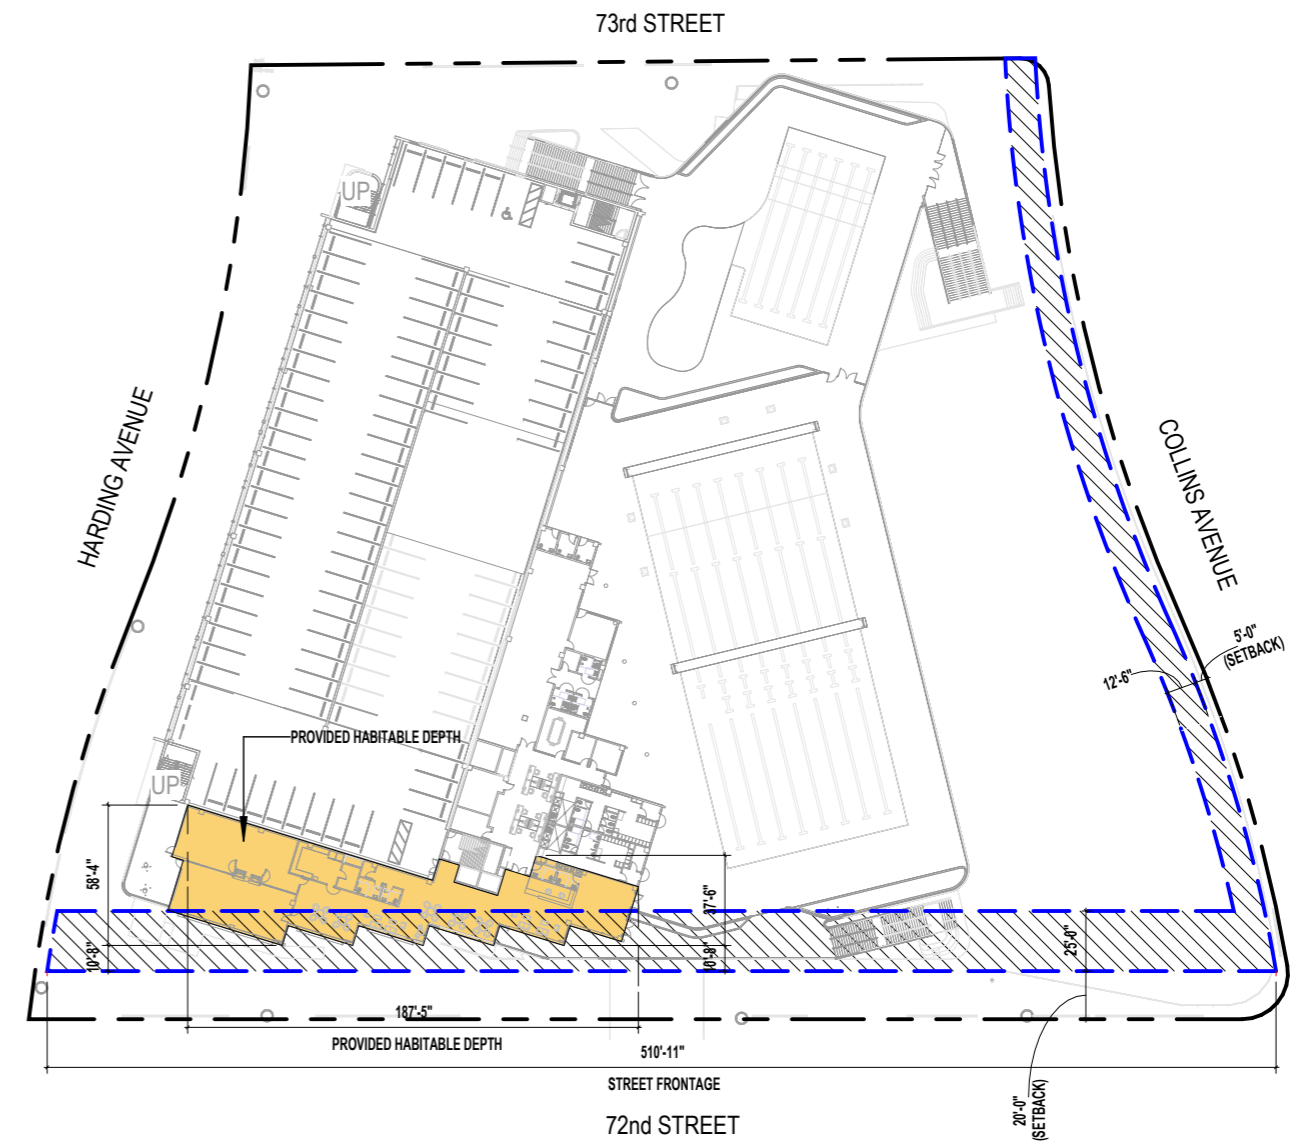 73rd STREET
UP
HARDING AVENUE
COLLINS AVENUE
5'-0"
(SETBACK)
12'-6"
PROVIDED HABITABLE DEPTH
UP
58'-4"
37'-6"
10'-8"
10'-8"
25'-0"
187'-5"
PROVIDED HABITABLE DEPTH
510'-11"
STREET FRONTAGE
20'-0"
(SETBACK)
72nd STREET